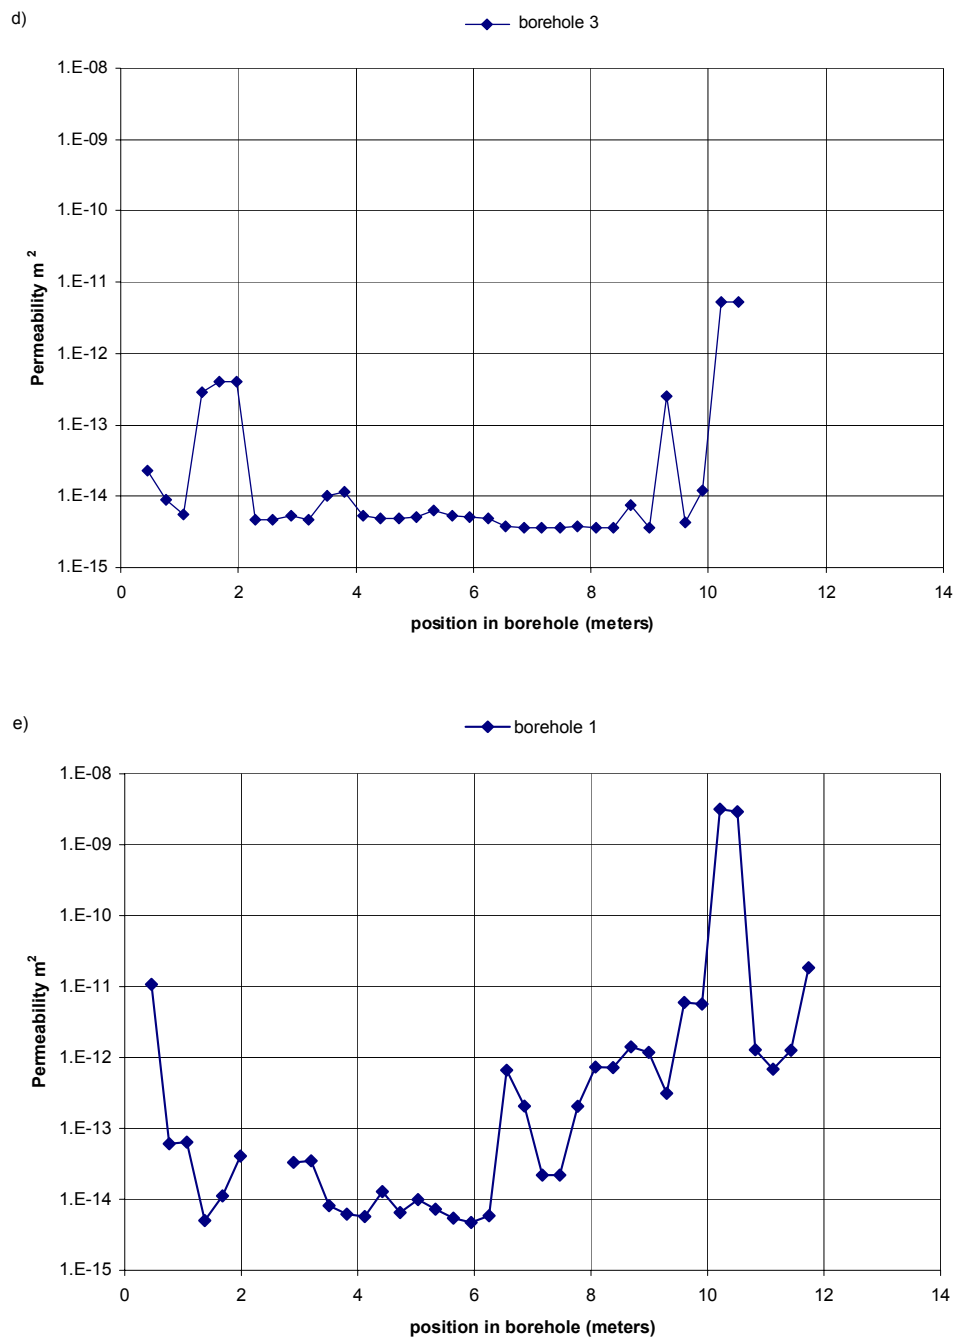 d)
borehole 3
1.E-08
1.E-09
1.E-10
1.E-11
1.E-12
1.E-13
1.E-14
1.E-15
Permeability m ²
0 2 4 6 8 10 12 14
position in borehole (meters)
e)
borehole 1
1.E-08
1.E-09
1.E-10
1.E-11
1.E-12
1.E-13
1.E-14
1.E-15
Permeability m²
0 2 4 6 8 10 12 14
position in borehole (meters)